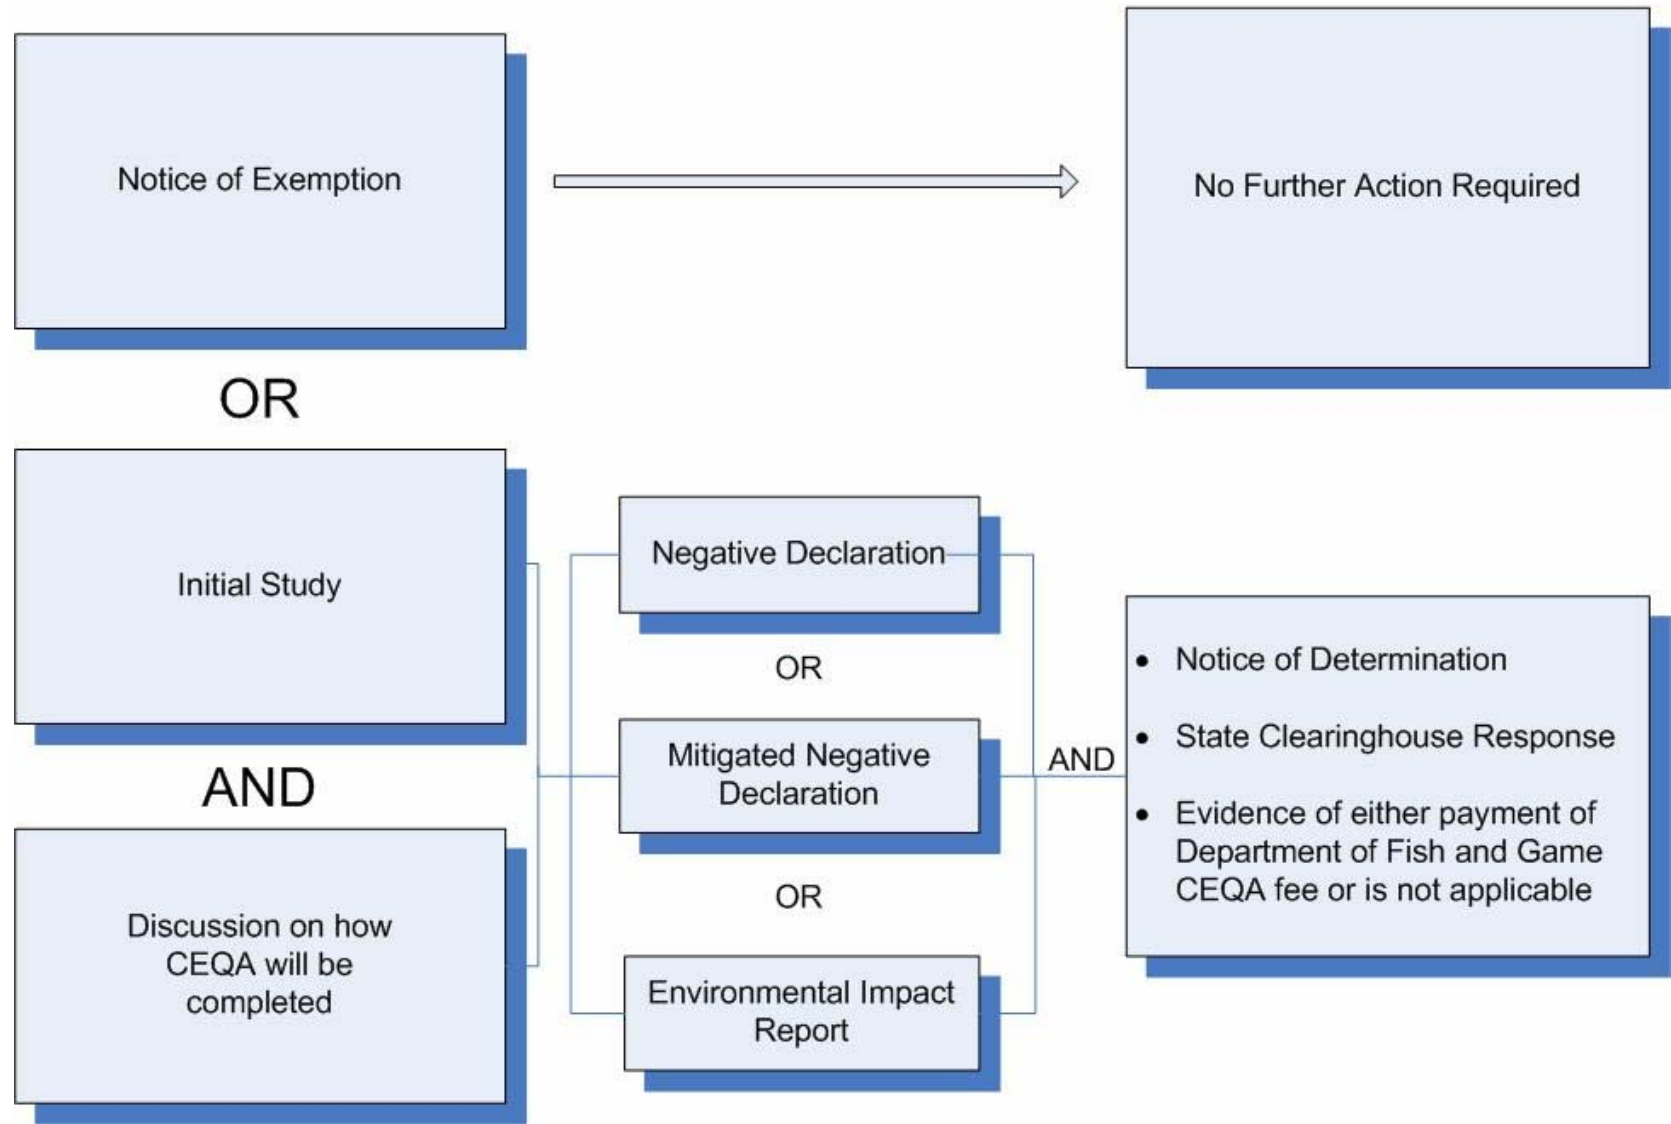 Notice of Exemption
No Further Action Required
OR
Initial Study
AND
Discussion on how
CEQA will be
completed
Negative Declaration
OR
Mitigated Negative
Declaration
OR
Environmental Impact
Report
AND
• Notice of Determination
• State Clearinghouse Response
• Evidence of either payment of
Department of Fish and Game
CEQA fee or is not applicable